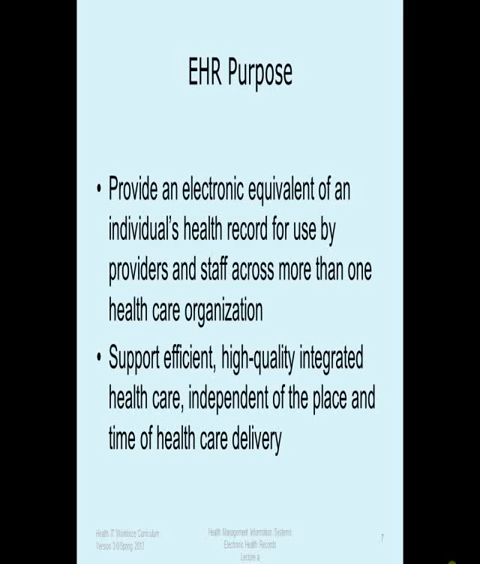 EHR Purpose
• Provide an electronic equivalent of an
individual's health record for use by
providers and staff across more than one
health care organization
• Support efficient, high-quality integrated
health care, independent of the place and
time of health care delivery
Health IT Workforce Curriculum
Version 3.0/Spring 2012
Health Management Information Systems
Electronic Health Records
Lecture a
7